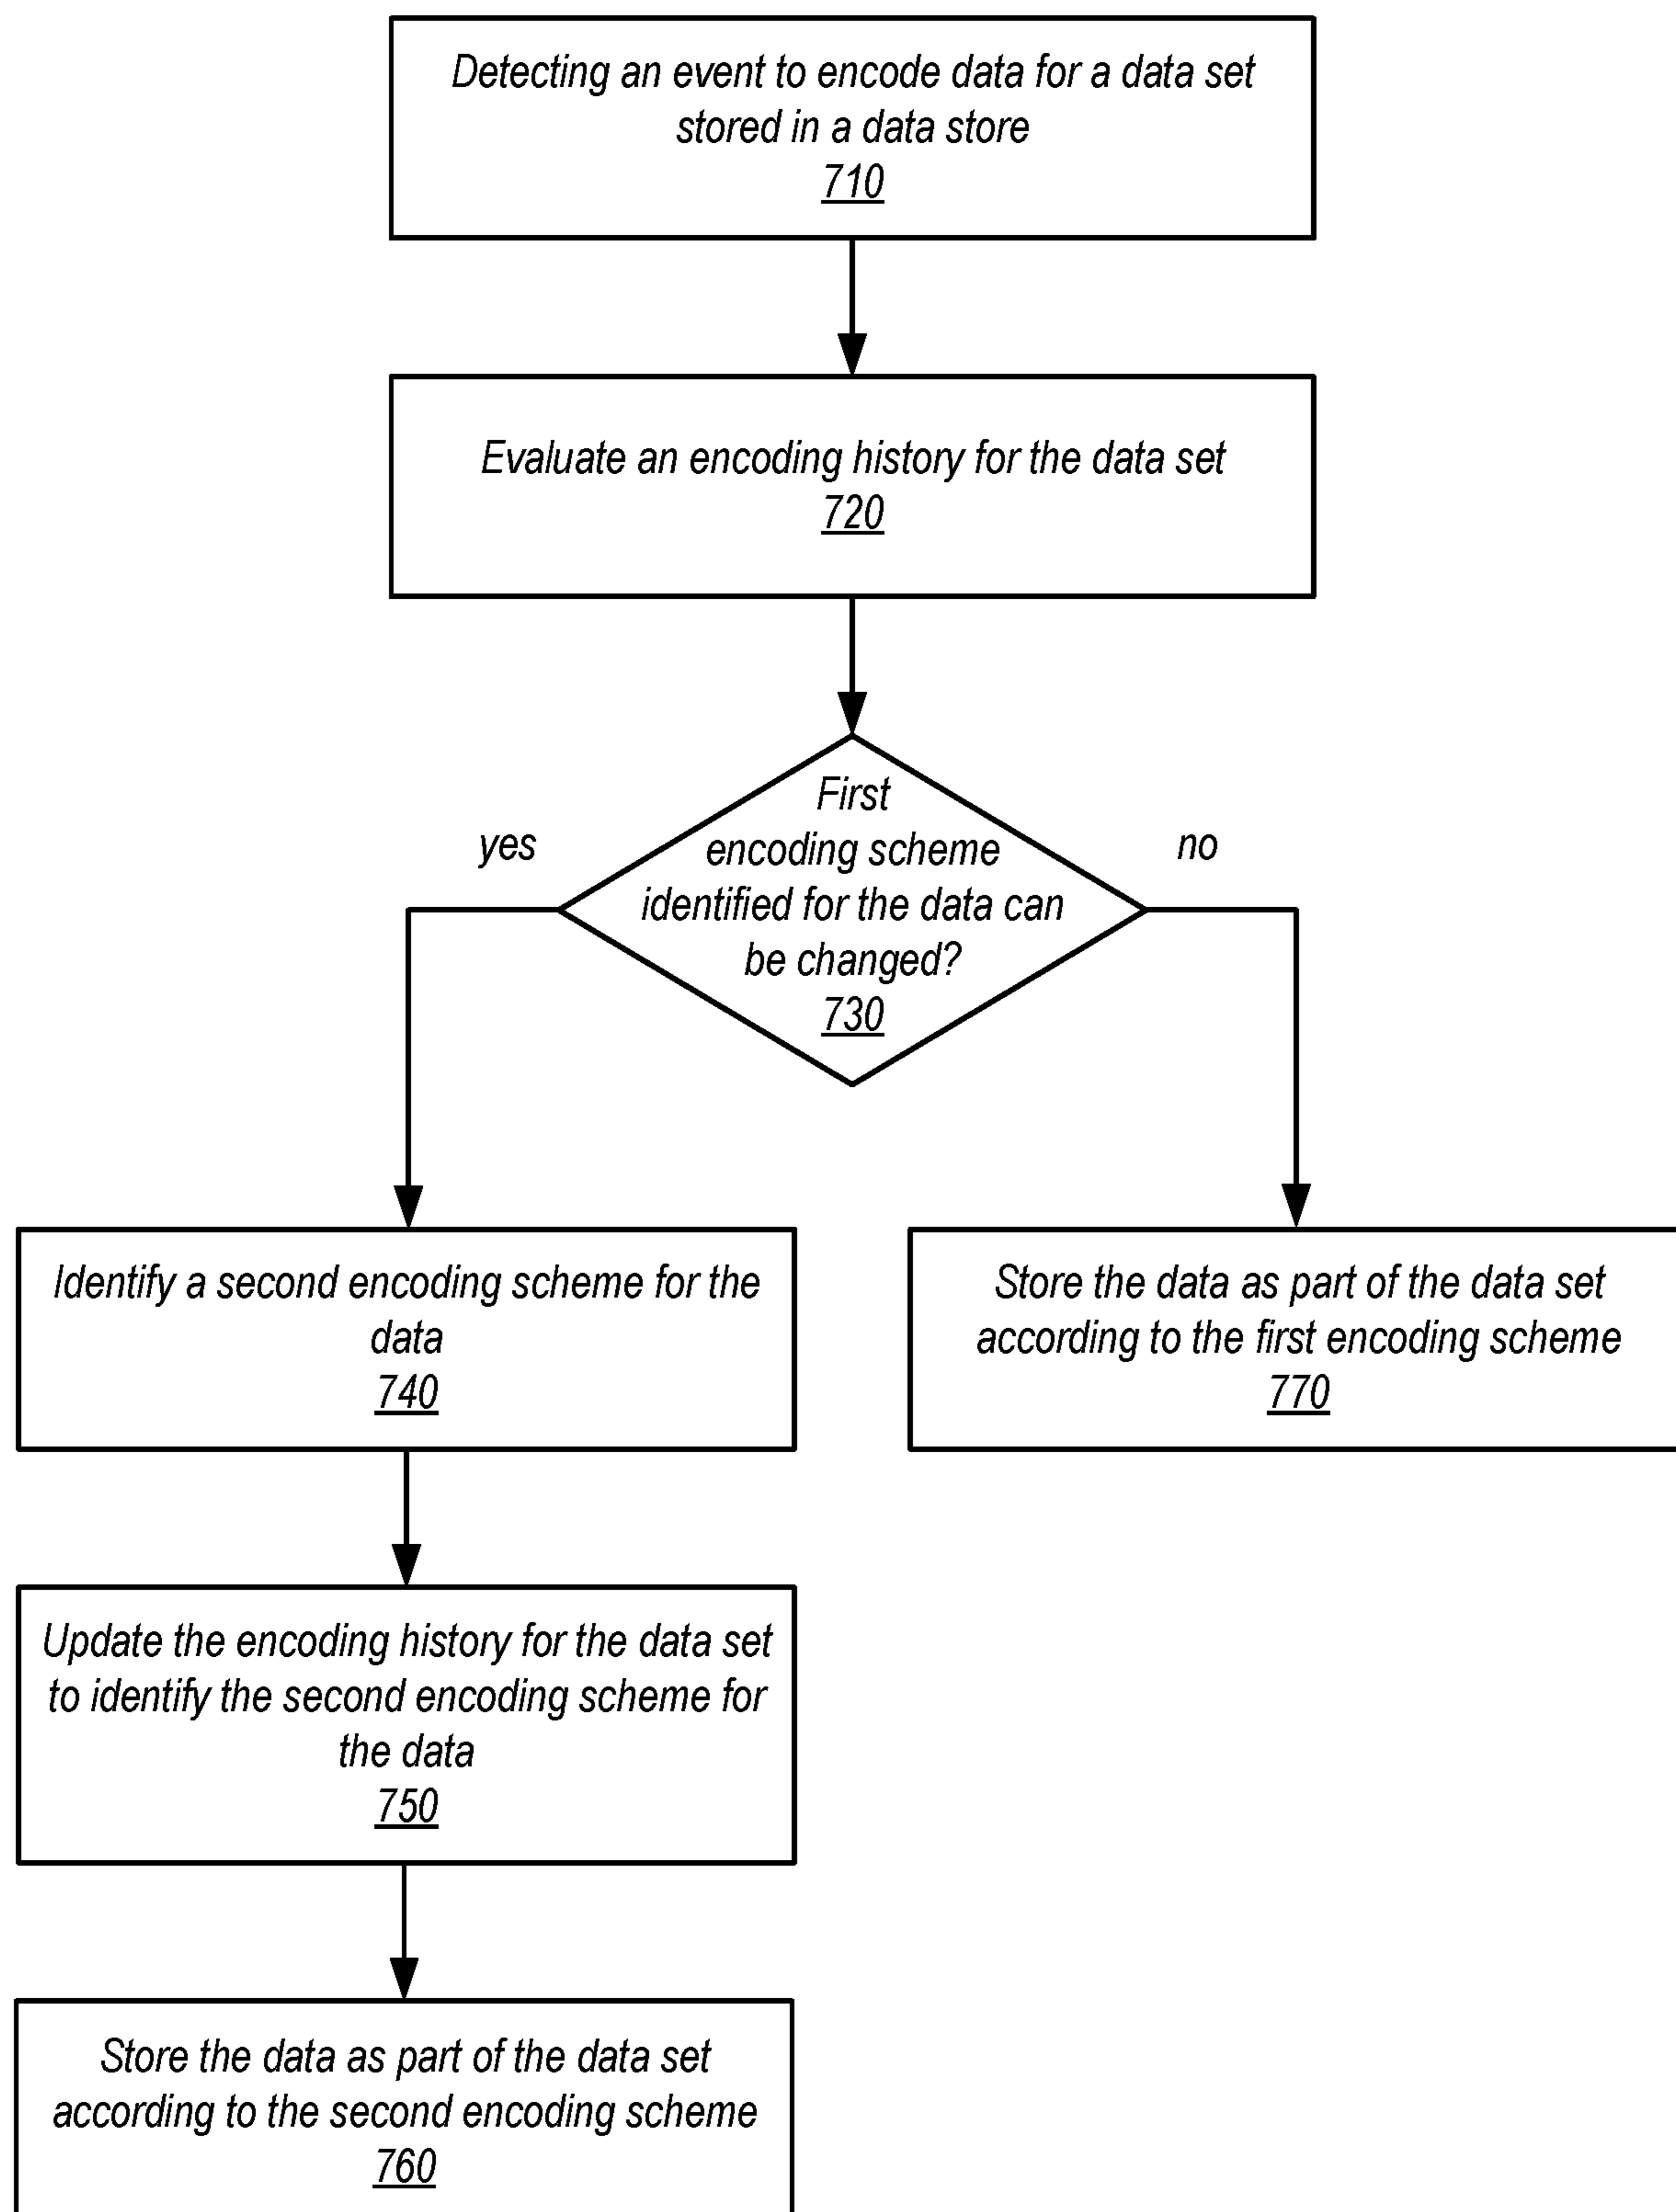 Detecting an event to encode data for a data set
stored in a data store
710
Evaluate an encoding history for the data set
720
First
encoding scheme
identified for the data can
be changed?
730
yes
no
Identify a second encoding scheme for the
data
740
Store the data as part of the data set
according to the first encoding scheme
770
Update the encoding history for the data set
to identify the second encoding scheme for
the data
750
Store the data as part of the data set
according to the second encoding scheme
760